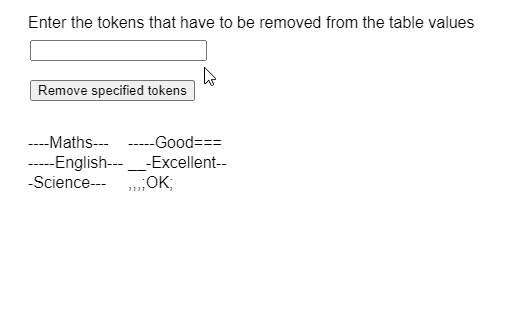 Enter the tokens that have to be removed from the table values
Remove specified tokens
----Maths--- -----Good===
-----English--- __-Excellent--
-Science--- ,,,;OK;